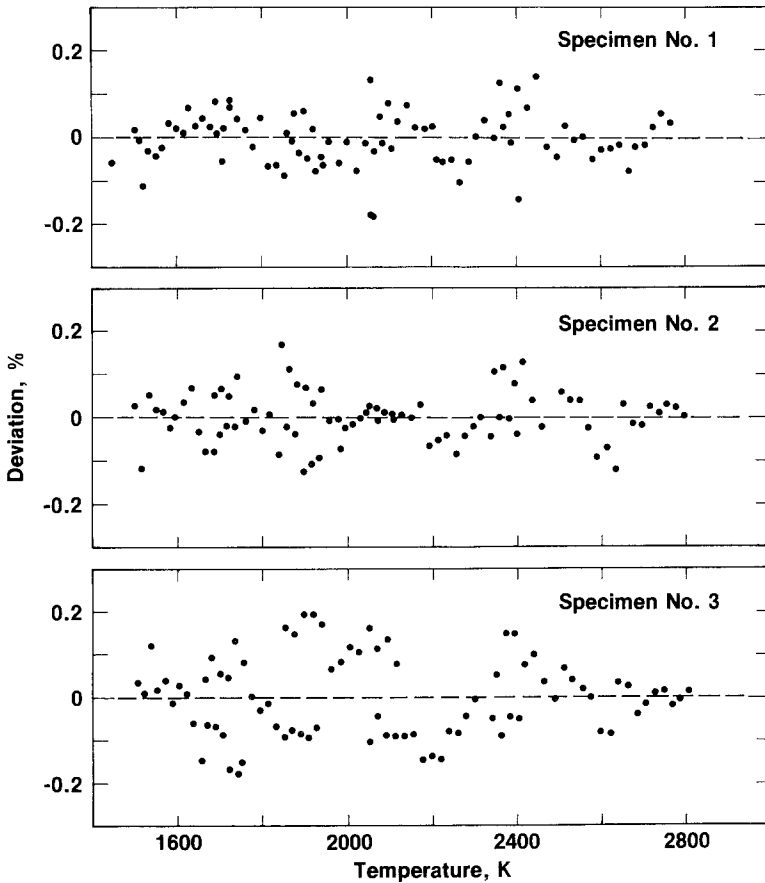 Specimen No. 1
0.2
0
-0.2
Specimen No. 2
0.2
0
-0.2
Deviation, %
Specimen No. 3
0.2
0
-0.2
1600 2000 2400 2800
Temperature, K